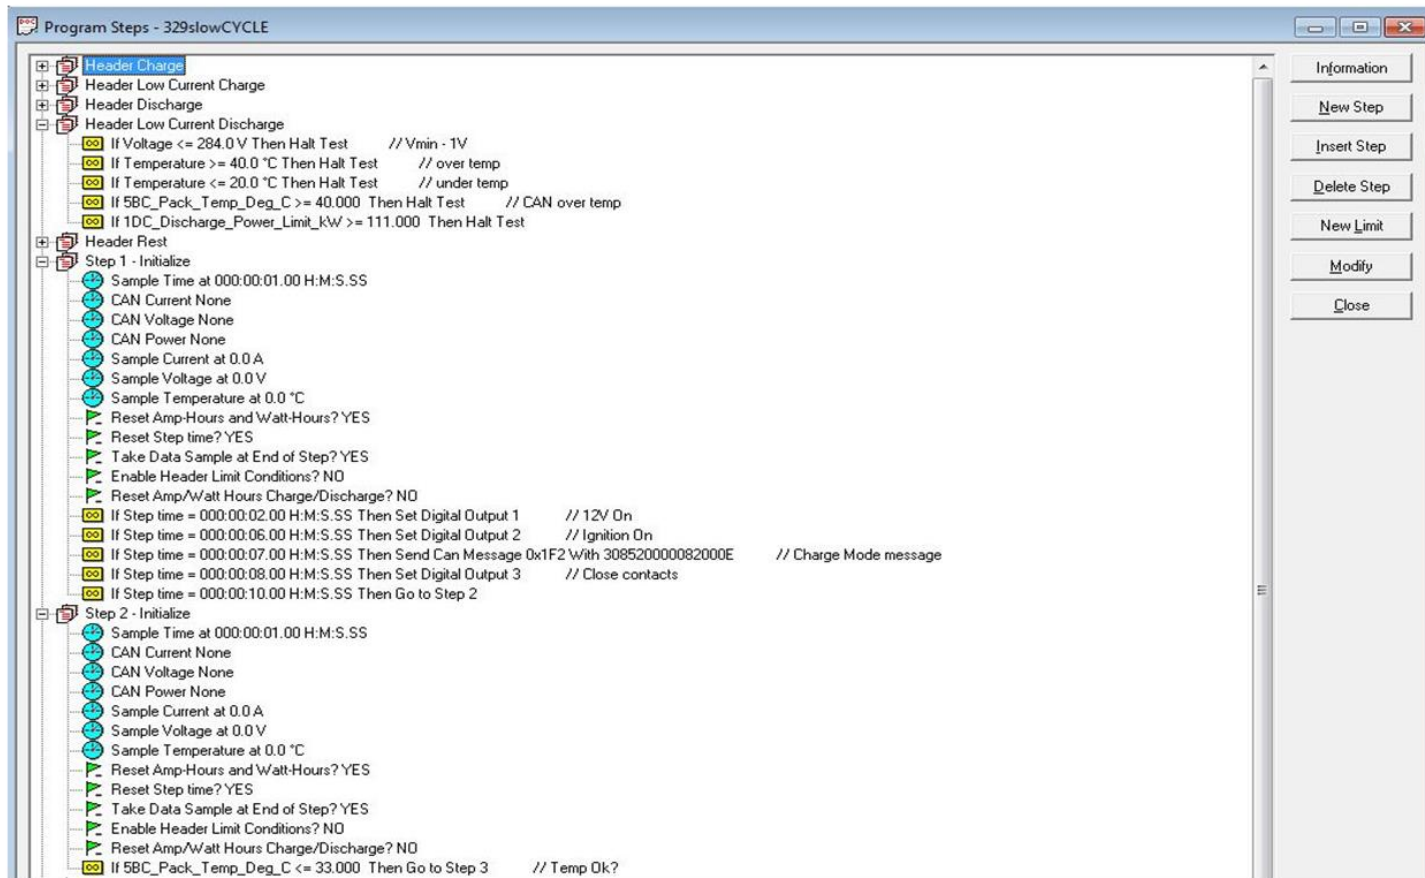 Program Steps - 329slowCYCLE
Header Charge
Header Low Current Charge
Header Discharge
Header Low Current Discharge
If Voltage <= 284.0 V Then Halt Test // Vmin - 1V
If Temperature >= 40.0 °C Then Halt Test // over temp
If Temperature <= 20.0 °C Then Halt Test // under temp
If 5BC_Pack_Temp_Deg_C >= 40.000 Then Halt Test // CAN over temp
If 1DC_Discharge_Power_Limit_kW >= 111.000 Then Halt Test
Header Rest
Step 1 - Initialize
Sample Time at 000:00:01.00 H:M:S.SS
CAN Current None
CAN Voltage None
CAN Power None
Sample Current at 0.0 A
Sample Voltage at 0.0 V
Sample Temperature at 0.0 °C
Reset Amp-Hours and Watt-Hours? YES
Reset Step time? YES
Take Data Sample at End of Step? YES
Enable Header Limit Conditions? NO
Reset Amp/Watt Hours Charge/Discharge? NO
If Step time = 000:00:02.00 H:M:S.SS Then Set Digital Output 1 // 12V On
If Step time = 000:00:06.00 H:M:S.SS Then Set Digital Output 2 // Ignition On
If Step time = 000:00:07.00 H:M:S.SS Then Send Can Message 0x1F2 With 308520000082000E // Charge Mode message
If Step time = 000:00:08.00 H:M:S.SS Then Set Digital Output 3 // Close contacts
If Step time = 000:00:10.00 H:M:S.SS Then Go to Step 2
Step 2 - Initialize
Sample Time at 000:00:01.00 H:M:S.SS
CAN Current None
CAN Voltage None
CAN Power None
Sample Current at 0.0 A
Sample Voltage at 0.0 V
Sample Temperature at 0.0 °C
Reset Amp-Hours and Watt-Hours? YES
Reset Step time? YES
Take Data Sample at End of Step? YES
Enable Header Limit Conditions? NO
Reset Amp/Watt Hours Charge/Discharge? NO
If 5BC_Pack_Temp_Deg_C <= 33.000 Then Go to Step 3 // Temp Ok?
Information
New Step
Insert Step
Delete Step
New Limit
Modify
Close